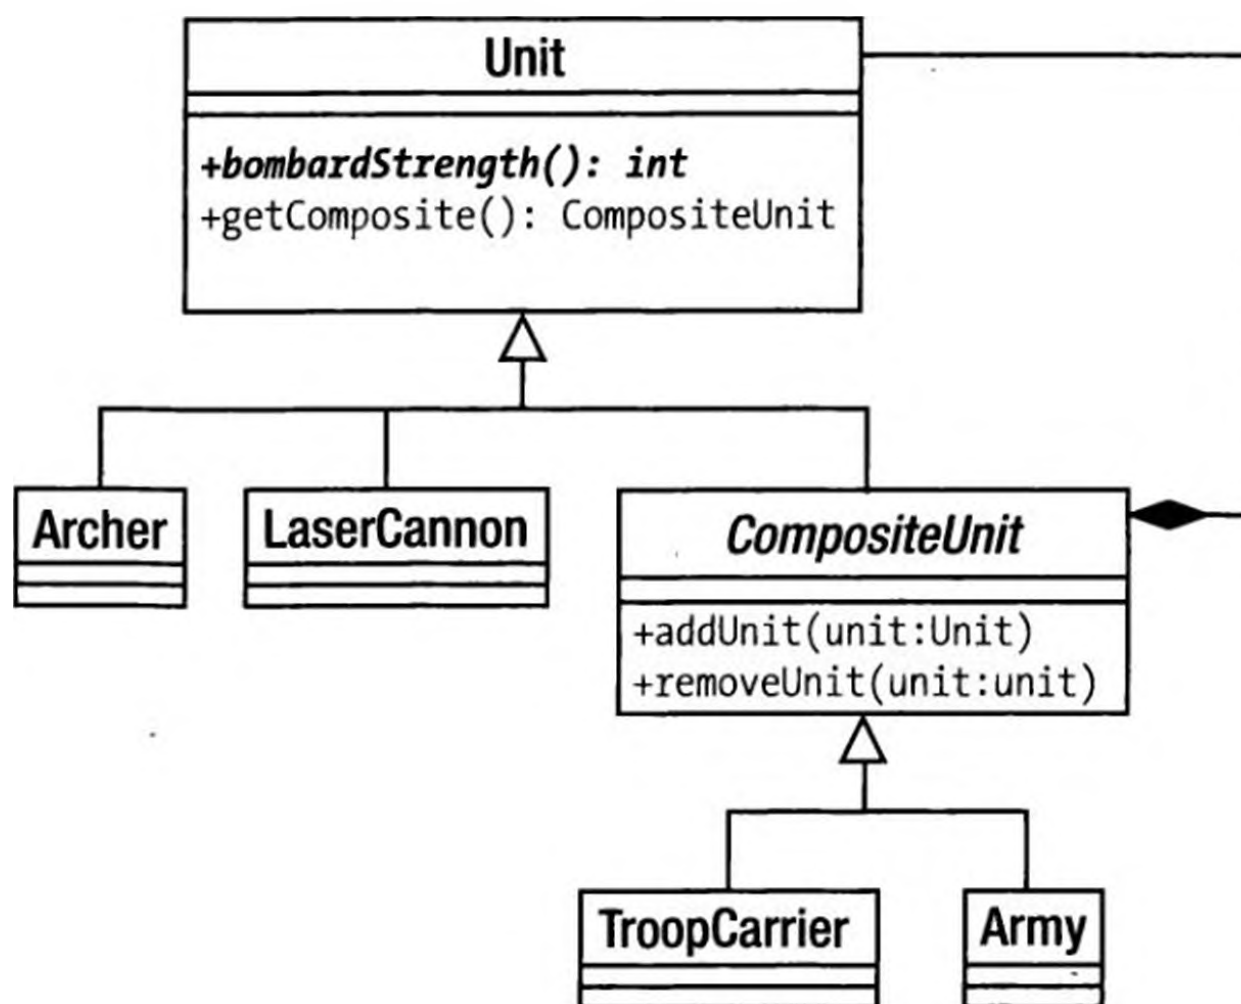 Unit
+bombardStrength(): int
+getComposite(): CompositeUnit
Archer
LaserCannon
CompositeUnit
+addUnit(unit:Unit)
+removeUnit(unit:unit)
TroopCarrier
Army